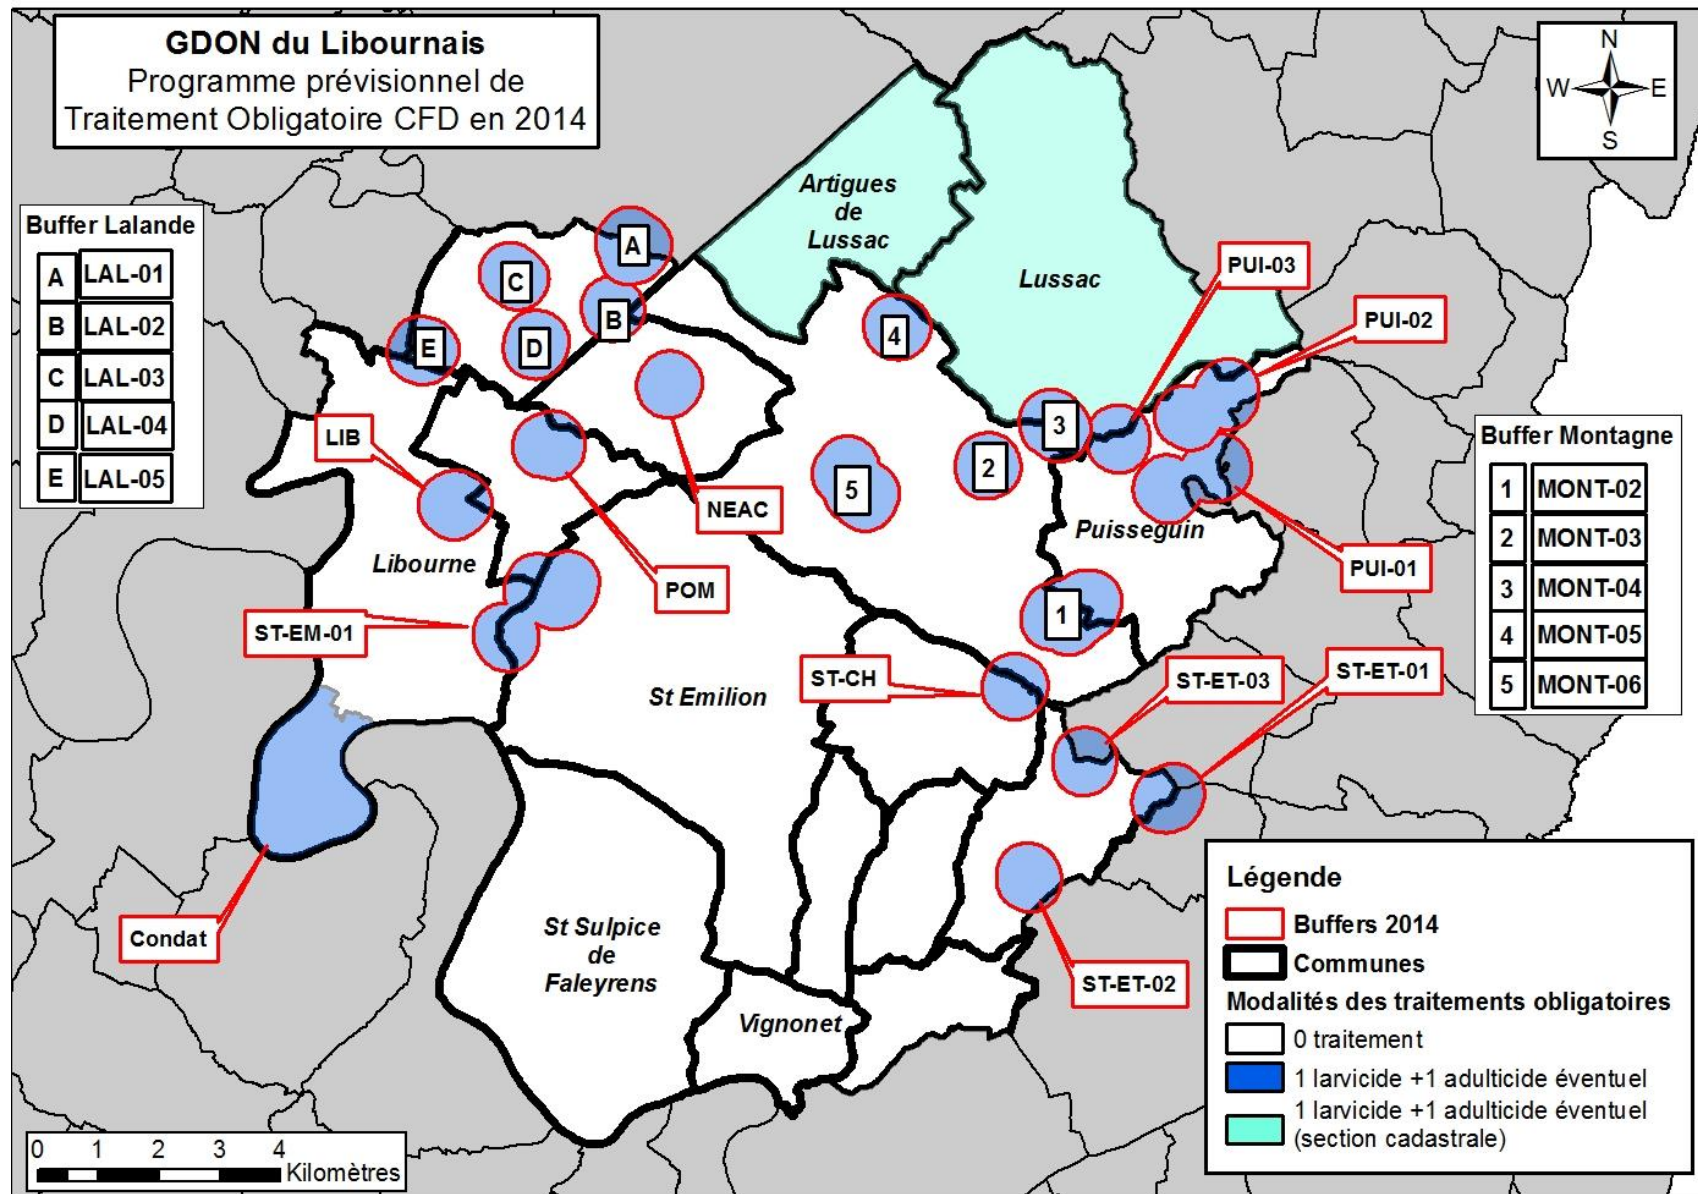 GDON du Libournais
Programme prévisionnel de
Traitement Obligatoire CFD en 2014
N
W
E
S
Buffer Lalande
A LAL-01
B LAL-02
C LAL-03
D LAL-04
E LAL-05
Artigues
de
Lussac
Lussac
PUI-03
PUI-02
A
B
C
D
E
4
3
2
5
1
LIB
NEAC
POM
Puisseguin
PUI-01
Libourne
ST-EM-01
St Emilion
ST-CH
ST-ET-03
ST-ET-01
Buffer Montagne
1 MONT-02
2 MONT-03
3 MONT-04
4 MONT-05
5 MONT-06
Condat
St Sulpice
de
Faleyrens
Vignonet
ST-ET-02
Légende
Buffers 2014
Communes
Modalités des traitements obligatoires
0 traitement
1 larvicide +1 adulticide éventuel
1 larvicide +1 adulticide éventuel
(section cadastrale)
0 1 2 3 4
Kilomètres